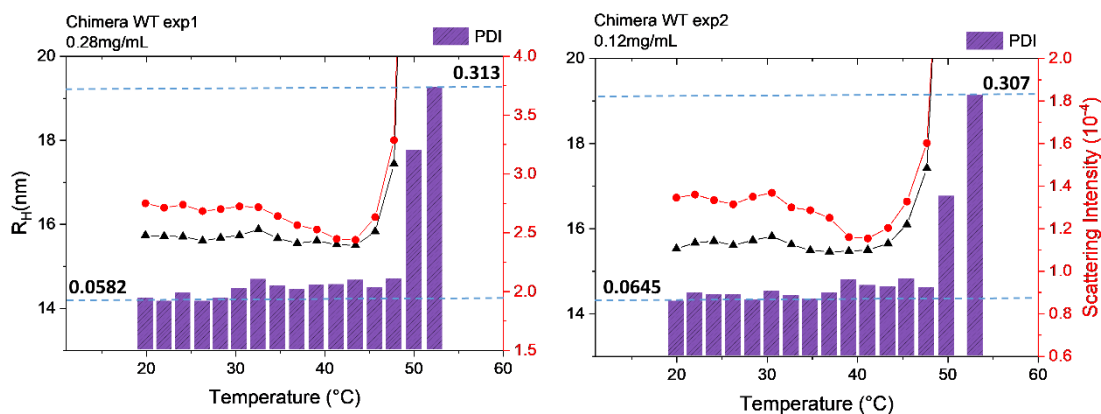 Chimera WT exp1
0.28mg/mL
PDI
20
18
16
14
R_H(nm)
0.313
0.0582
4.0
3.5
3.0
2.5
2.0
1.5
20 30 40 50 60
Temperature (°C)
Chimera WT exp2
0.12mg/mL
PDI
20
18
16
14
0.307
0.0645
2.0
1.8
1.6
1.4
1.2
1.0
0.8
0.6
Scattering Intensity (10⁻⁴)
20 30 40 50 60
Temperature (°C)